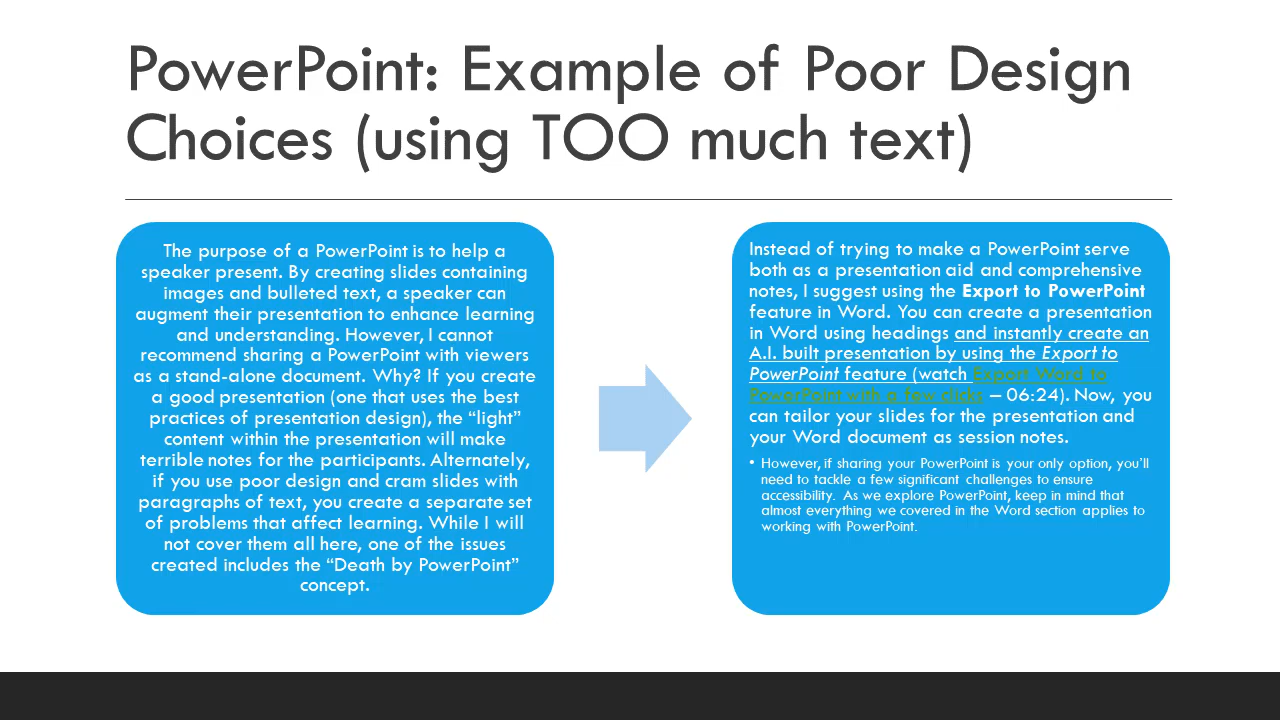 PowerPoint: Example of Poor Design
Choices (using TOO much text)
The purpose of a PowerPoint is to help a
speaker present. By creating slides containing
images and bulleted text, a speaker can
augment their presentation to enhance learning
and understanding. However, I cannot
recommend sharing a PowerPoint with viewers
as a stand-alone document. Why? If you create
a good presentation (one that uses the best
practices of presentation design), the “light”
content within the presentation will make
terrible notes for the participants. Alternately,
if you use poor design and cram slides with
paragraphs of text, you create a separate set
of problems that affect learning. While I will
not cover them all here, one of the issues
created includes the “Death by PowerPoint”
concept.
Instead of trying to make a PowerPoint serve
both as a presentation aid and comprehensive
notes, I suggest using the Export to PowerPoint
feature in Word. You can create a presentation
in Word using headings and instantly create an
A.I. built presentation by using the Export to
PowerPoint feature (watch Export Word to
PowerPoint with a few clicks – 06:24). Now, you
can tailor your slides for the presentation and
your Word document as session notes.
• However, if sharing your PowerPoint is your only option, you’ll
need to tackle a few significant challenges to ensure
accessibility. As we explore PowerPoint, keep in mind that
almost everything we covered in the Word section applies to
working with PowerPoint.